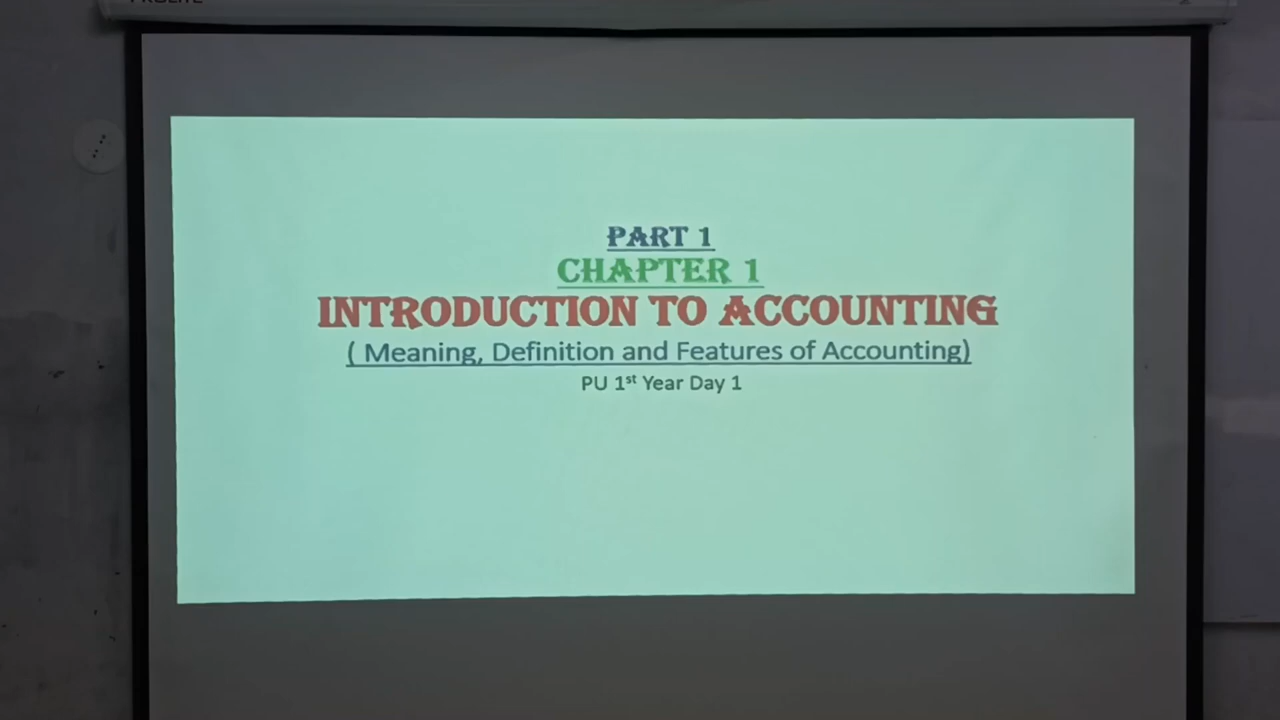 PART 1
CHAPTER 1
INTRODUCTION TO ACCOUNTING
( Meaning, Definition and Features of Accounting)
PU 1st Year Day 1